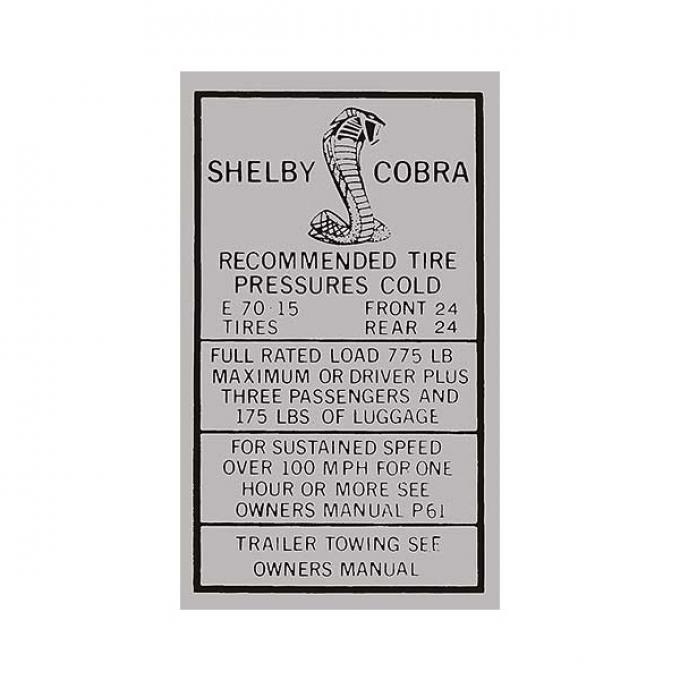 SHELBY COBRA
RECOMMENDED TIRE
PRESSURES COLD
E 70-15 FRONT 24
TIRES REAR 24
FULL RATED LOAD 775 LB
MAXIMUM OR DRIVER PLUS
THREE PASSENGERS AND
175 LBS OF LUGGAGE
FOR SUSTAINED SPEED
OVER 100 MPH FOR ONE
HOUR OR MORE SEE
OWNERS MANUAL P61
TRAILER TOWING SEE
OWNERS MANUAL